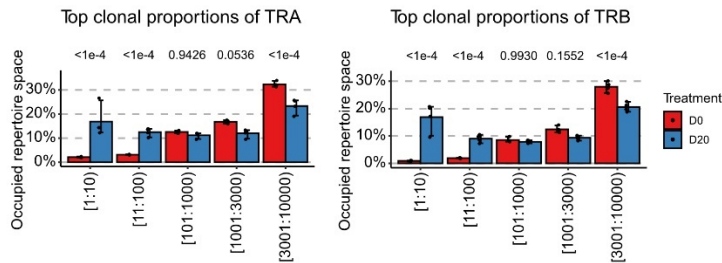 Top clonal proportions of TRA
<1e-4 <1e-4 0.9426 0.0536 <1e-4
Occupied repertoire space
30%
20%
10%
0%
[1:10)
[11:100)
[101:1000)
[1001:3000)
[3001:10000)
Top clonal proportions of TRB
<1e-4 <1e-4 0.9930 0.1552 <1e-4
Occupied repertoire space
30%
20%
10%
0%
[1:10)
[11:100)
[101:1000)
[1001:3000)
[3001:10000)
Treatment
D0
D20